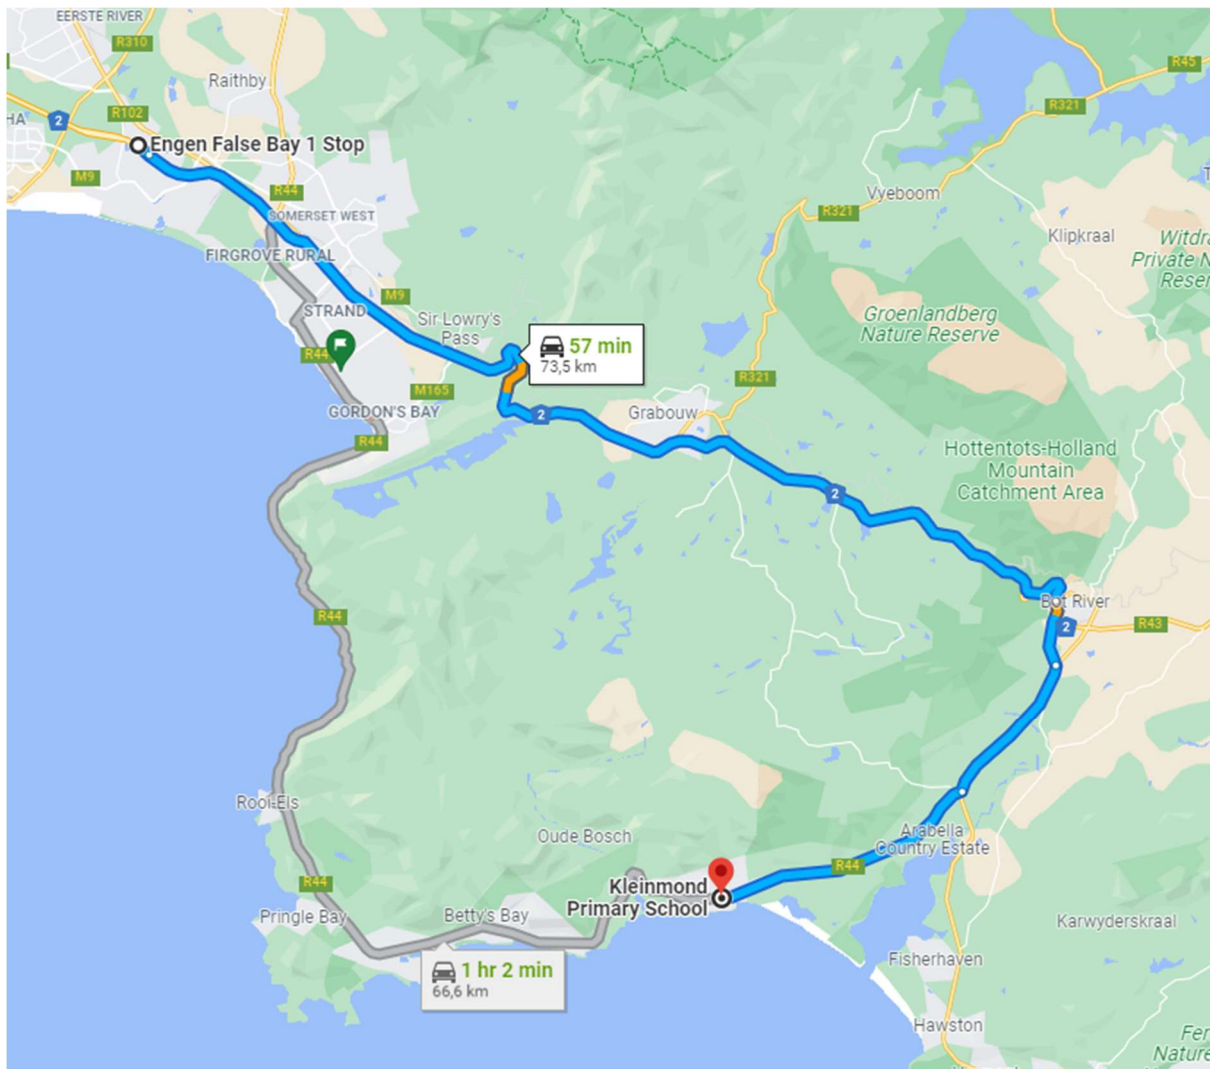 EERSTE RIVER
R310
Raithby
R45
R321
R102
HA
2
Engen False Bay 1 Stop
M9
R44
Vyeboom
SOMERSET WEST
R321
Klipkraal
FIRGROVE RURAL
Witdra
Private N
Reser
M9
STRAND
Sir Lowry's
Pass
Groenlandberg
Nature Reserve
57 min
73,5 km
R44
R321
M165
GORDON'S BAY
2
Grabouw
R44
Hottentots-Holland
Mountain
Catchment Area
2
Bot River
R44
2
R43
Rooi-Els
Oude Bosch
Arabella
Country Estate
R44
R44
Kleinmond
Primary School
Pringle Bay
Betty's Bay
Karwyderskraal
1 hr 2 min
66,6 km
Fisherhaven
Hawston
Fer
Nature